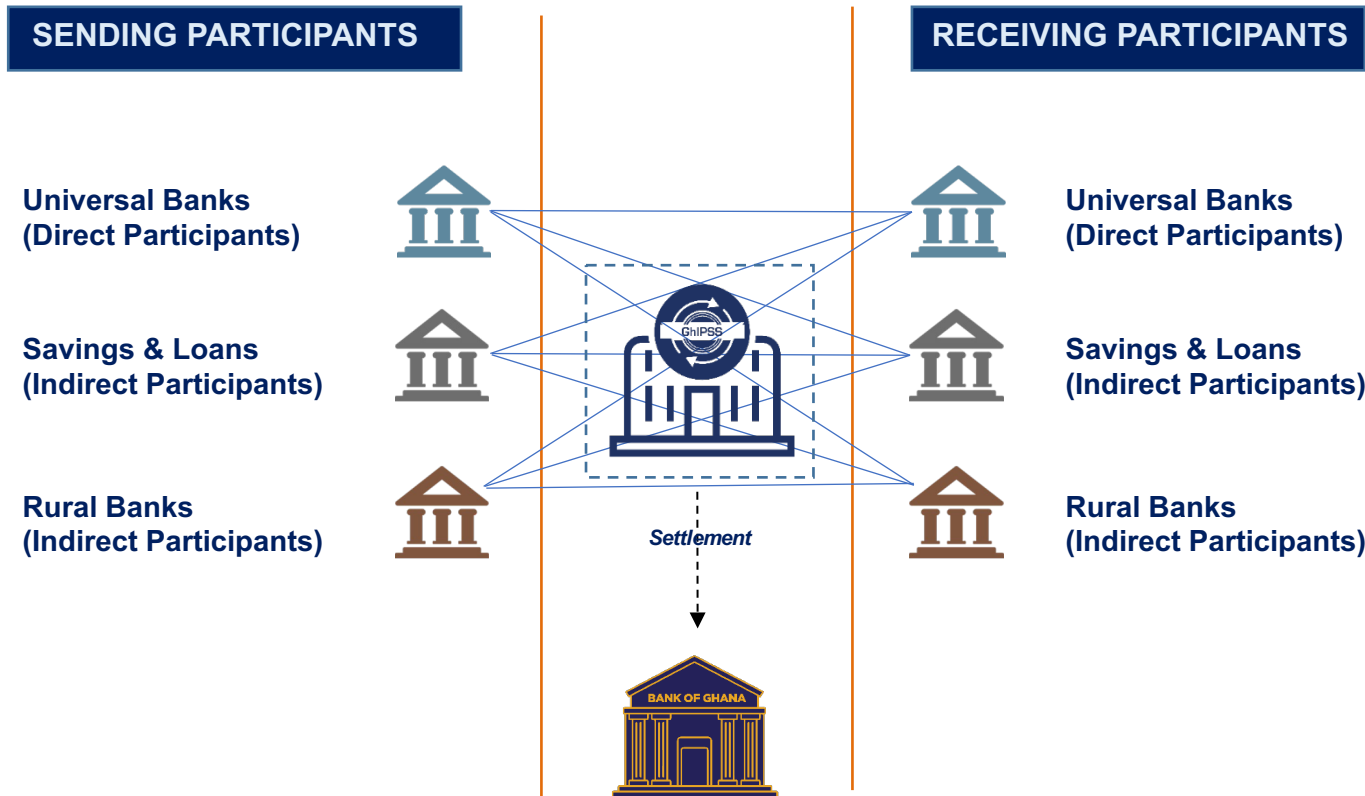 SENDING PARTICIPANTS
RECEIVING PARTICIPANTS
Universal Banks
(Direct Participants)
Universal Banks
(Direct Participants)
GhIPSS
Savings & Loans
(Indirect Participants)
Savings & Loans
(Indirect Participants)
Rural Banks
(Indirect Participants)
Settlement
Rural Banks
(Indirect Participants)
BANK OF GHANA